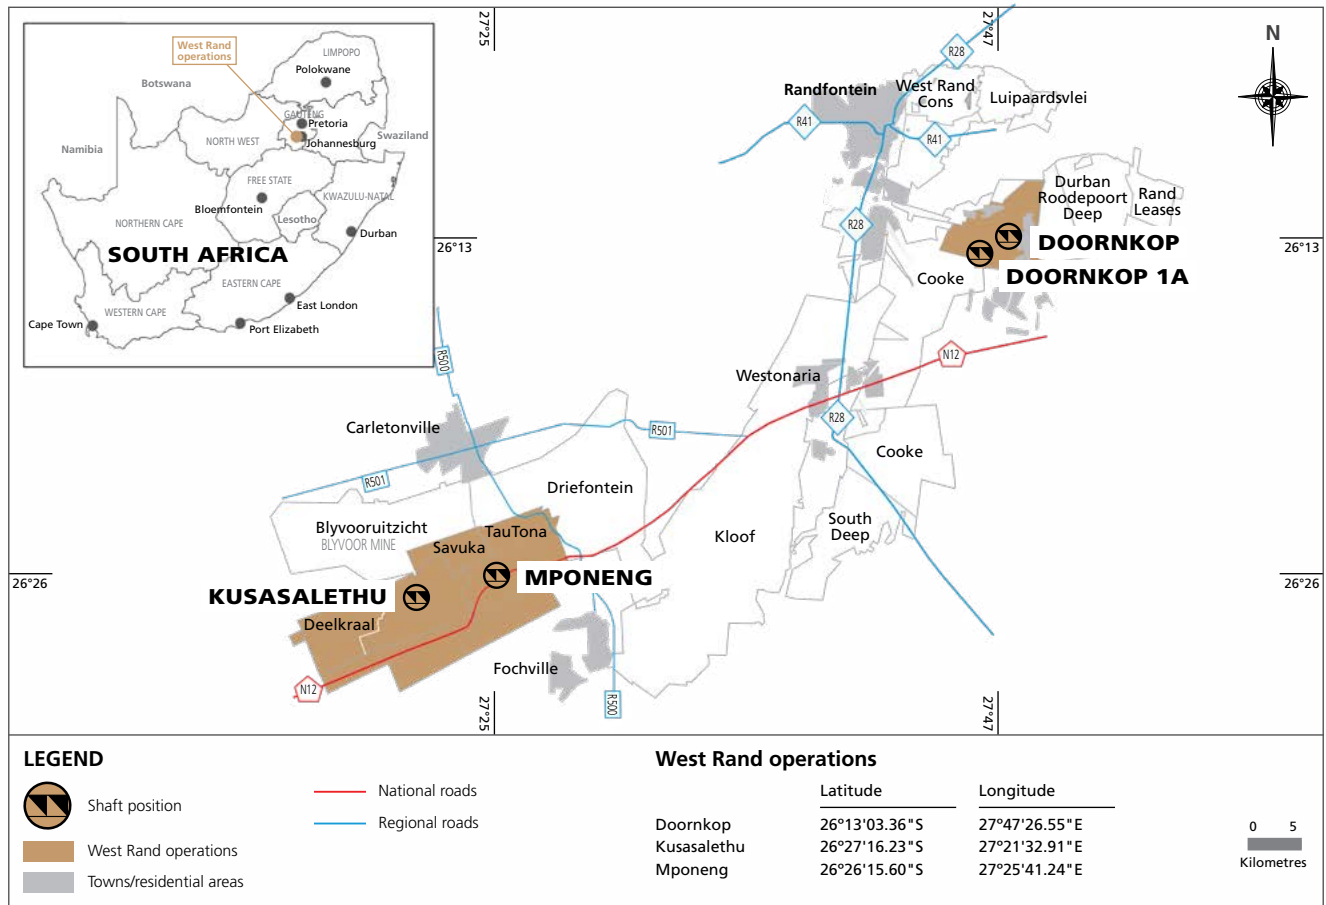 West Rand
operations
LIMPOPO
Polokwane
Botswana
GAUTENG
Pretoria
Johannesburg
NORTH WEST
Swaziland
Namibia
FREE STATE
KWAZULU-NATAL
Bloemfontein
Lesotho
NORTHERN CAPE
Durban
SOUTH AFRICA
EASTERN CAPE
East London
WESTERN CAPE
Cape Town
Port Elizabeth
27°25
27°47
N
R28
Randfontein
West Rand
Cons
Luipaardsvlei
R41
R41
Durban
Roodepoort
Deep
Rand
Leases
R28
26°13
26°13
DOORNKOP
DOORNKOP 1A
Cooke
R500
N12
Westonaria
R28
Carletonville
R501
R501
Cooke
Driefontein
South
Deep
Blyvooruitzicht
BLYVOOR MINE
TauTona
Savuka
Kloof
26°26
26°26
MPONENG
KUSASALETHU
Deelkraal
Fochville
N12
R500
27°25
27°47
LEGEND
Shaft position
West Rand operations
Towns/residential areas
National roads
Regional roads
West Rand operations
Latitude Longitude
Doornkop 26°13'03.36"S 27°47'26.55"E
Kusasalethu 26°27'16.23"S 27°21'32.91"E
Mponeng 26°26'15.60"S 27°25'41.24"E
0 5
Kilometres